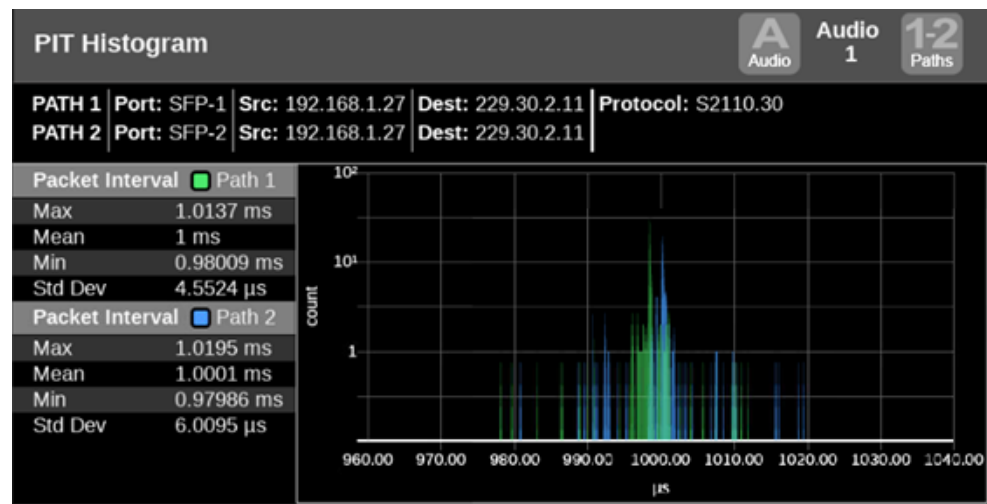 PIT Histogram
A
Audio
Audio
1
1-2
Paths
PATH 1 Port: SFP-1 Src: 192.168.1.27 Dest: 229.30.2.11 Protocol: S2110.30
PATH 2 Port: SFP-2 Src: 192.168.1.27 Dest: 229.30.2.11
Packet Interval Path 1
Max 1.0137 ms
Mean 1 ms
Min 0.98009 ms
Std Dev 4.5524 µs
Packet Interval Path 2
Max 1.0195 ms
Mean 1.0001 ms
Min 0.97986 ms
Std Dev 6.0095 µs
10²
10¹
1
count
960.00 970.00 980.00 990.00 1000.00 1010.00 1020.00 1030.00 1040.00
µs